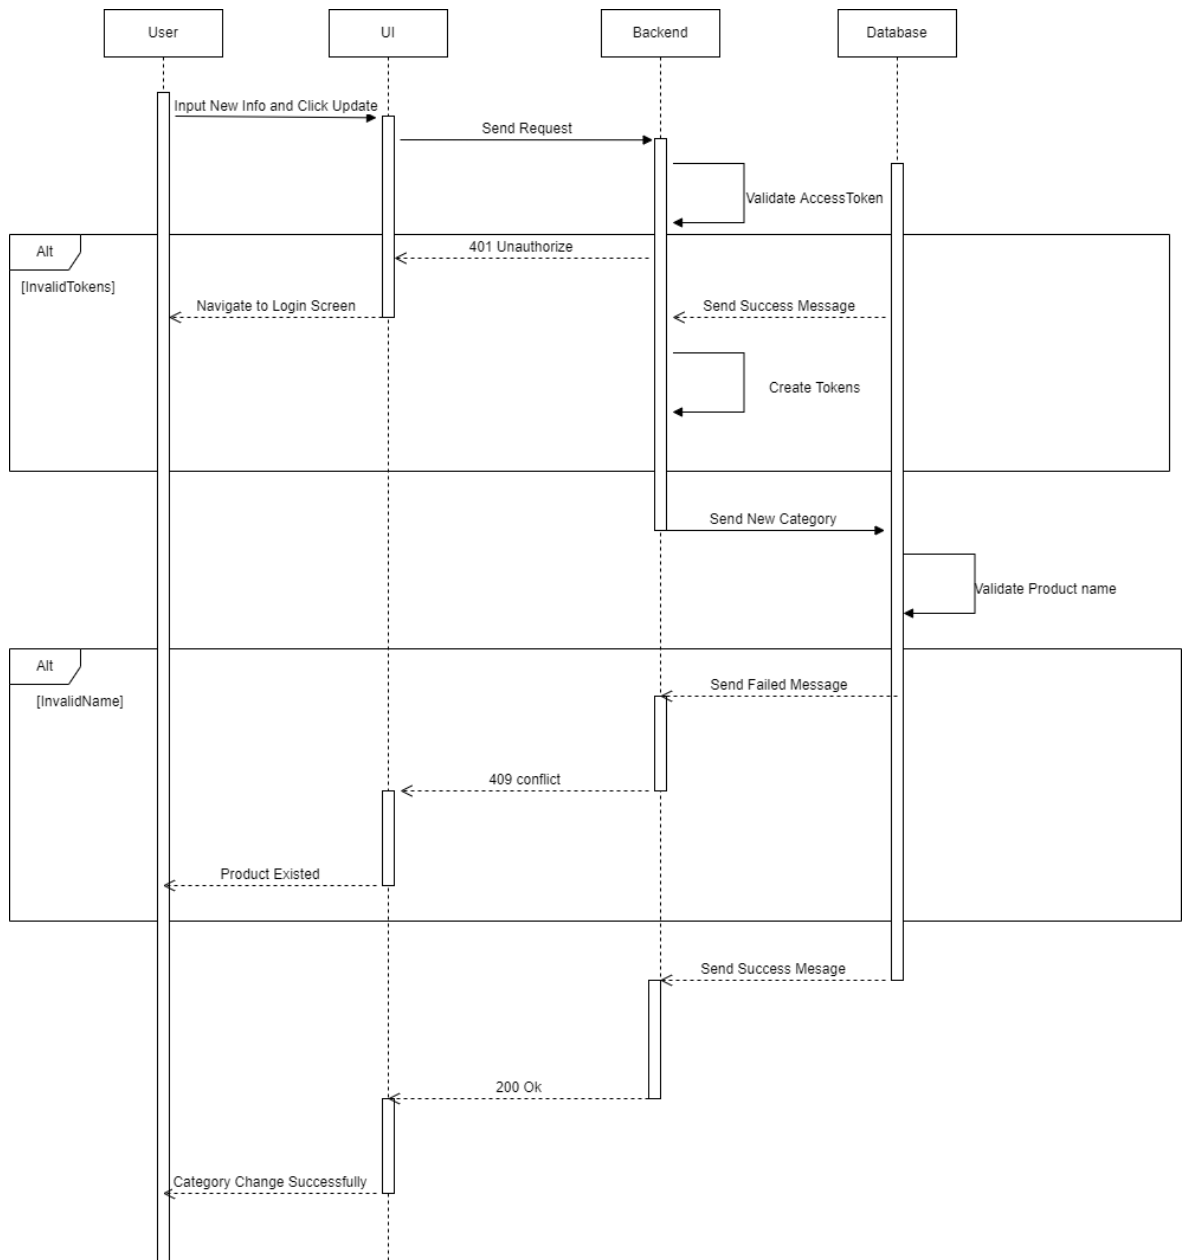 User
UI
Backend
Database
Input New Info and Click Update
Send Request
Validate AccessToken
Alt
401 Unauthorize
[InvalidTokens]
Navigate to Login Screen
Send Success Message
Create Tokens
Send New Category
Validate Product name
Alt
Send Failed Message
[InvalidName]
409 conflict
Product Existed
Send Success Mesage
200 Ok
Category Change Successfully